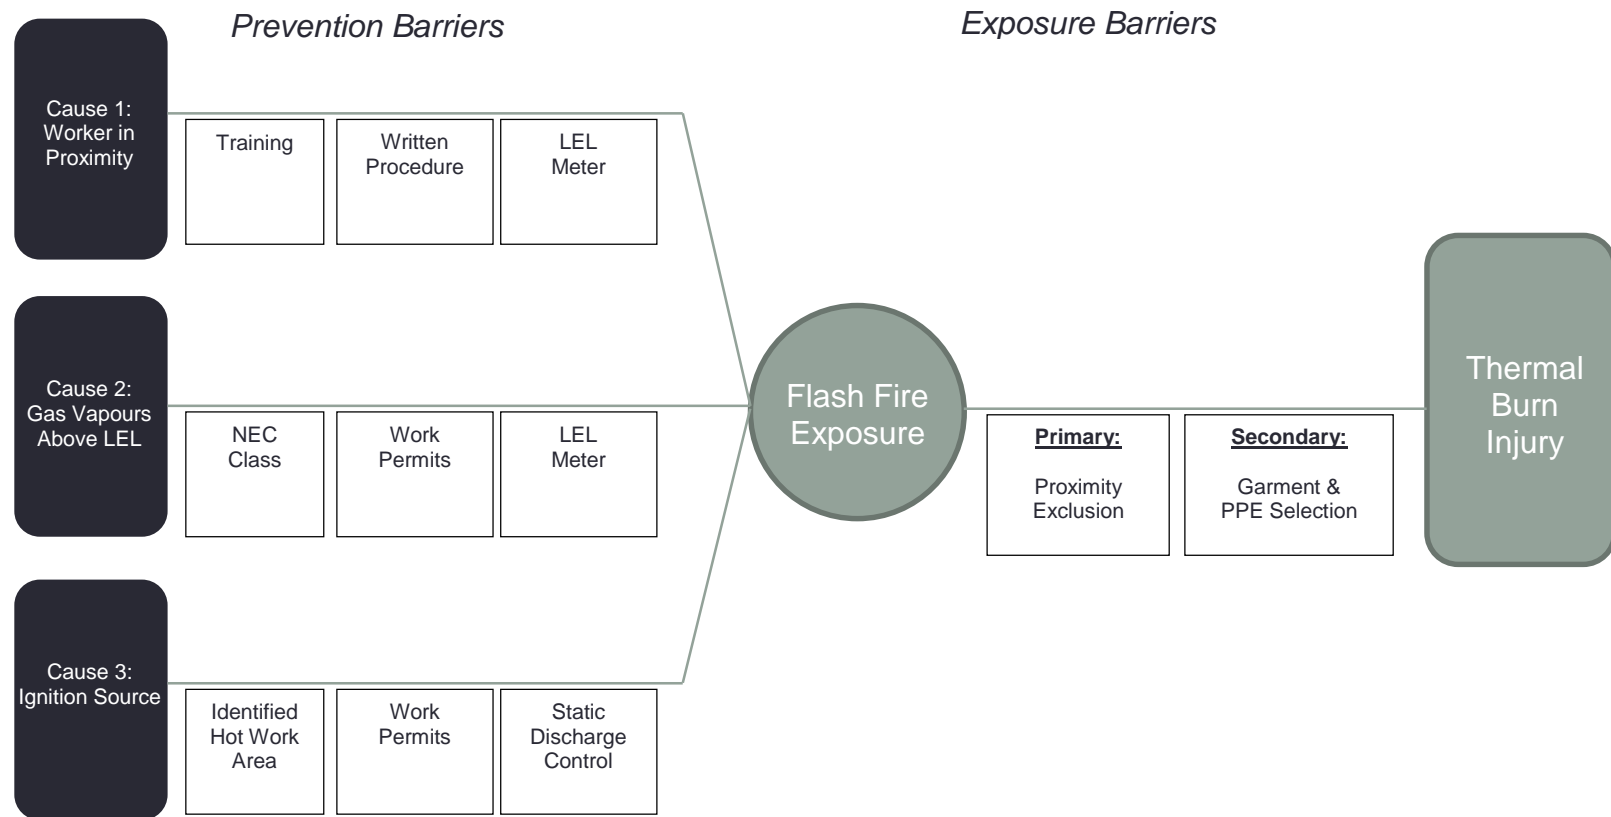 Prevention Barriers
Exposure Barriers
Cause 1:
Worker in
Proximity
Training
Written
Procedure
LEL
Meter
Cause 2:
Gas Vapours
Above LEL
NEC
Class
Work
Permits
LEL
Meter
Cause 3:
Ignition Source
Identified
Hot Work
Area
Work
Permits
Static
Discharge
Control
Flash Fire
Exposure
Primary:
Proximity
Exclusion
Secondary:
Garment &
PPE Selection
Thermal
Burn
Injury